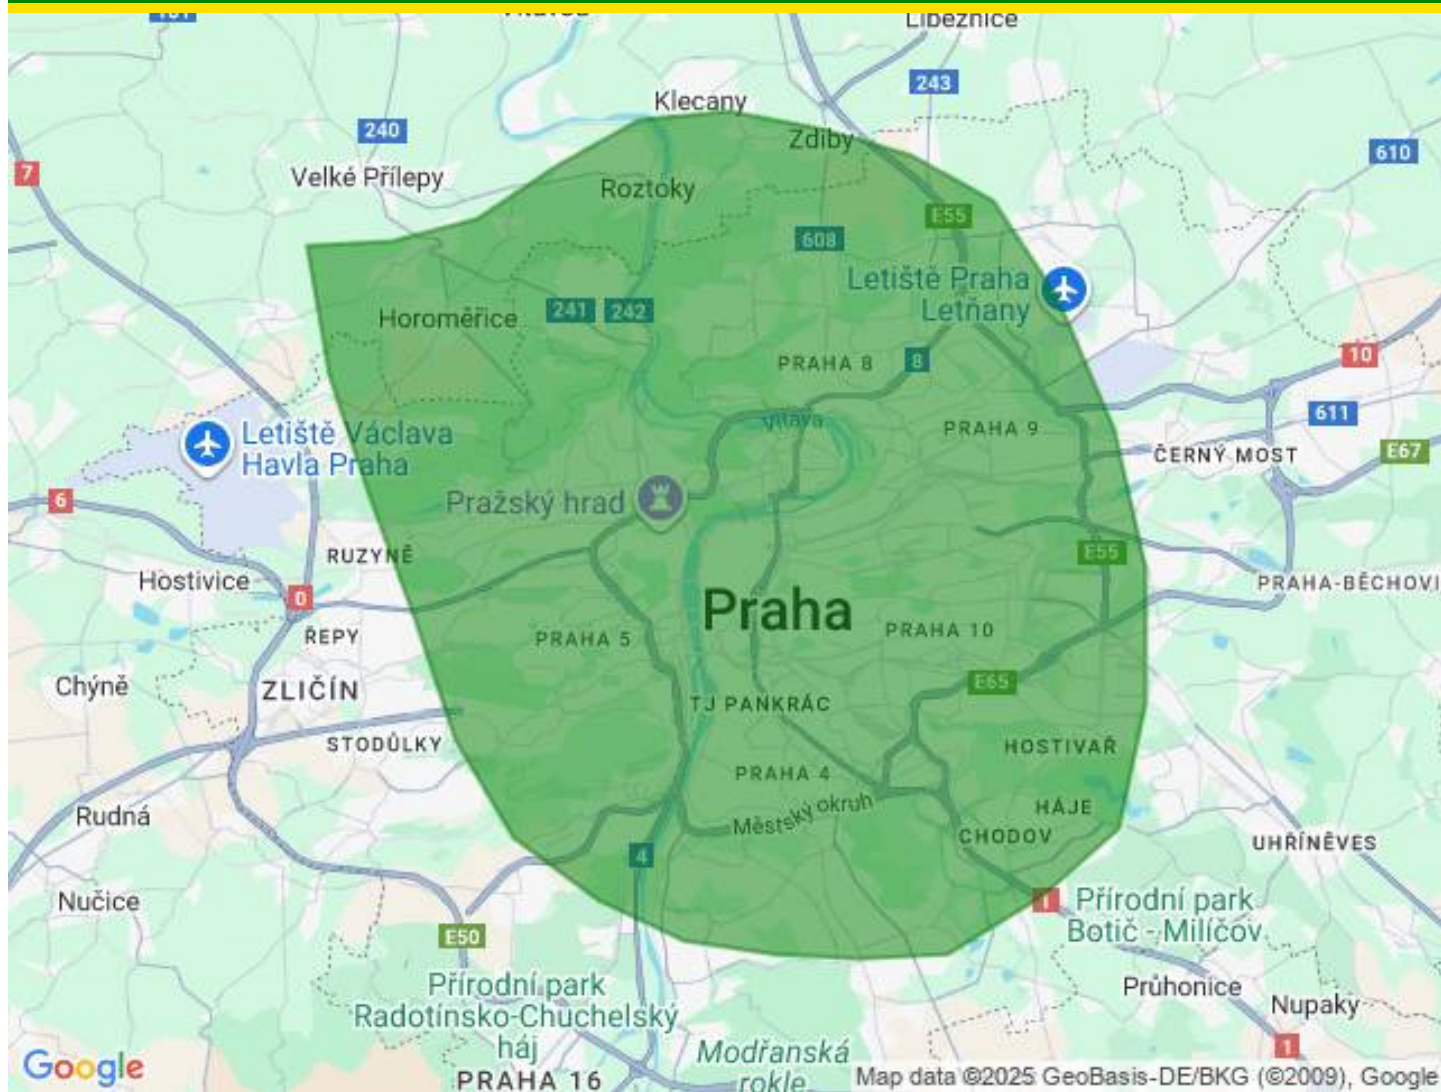 Líbeznice
243
Klecany
240
Zdiby
610
7
Velké Přílepy
Roztoky
E55
608
Letiště Praha
Letňany
241
242
Horoměřice
10
PRAHA 8
8
611
Vltava
PRAHA 9
Letiště Václava
Havla Praha
ČERNÝ MOST
E67
6
Pražský hrad
RUZYNĚ
E55
Hostivice
PRAHA-BĚCHOVI
0
Praha
ŘEPY
PRAHA 5
PRAHA 10
Chýně
ZLIČÍN
E65
TJ PANKRÁC
STODŮLKY
HOSTIVAŘ
PRAHA 4
Rudná
Městský okruh
HÁJE
CHODOV
UHŘÍNĚVES
4
Nučice
1
Přírodní park
Botič - Milíčov
E50
Přírodní park
Radotínsko-Chuchelský
háj
Průhonice
Nupaky
1
Modřanská
rokle
Google
PRAHA 16
Map data ©2025 GeoBasis-DE/BKG (©2009), Google